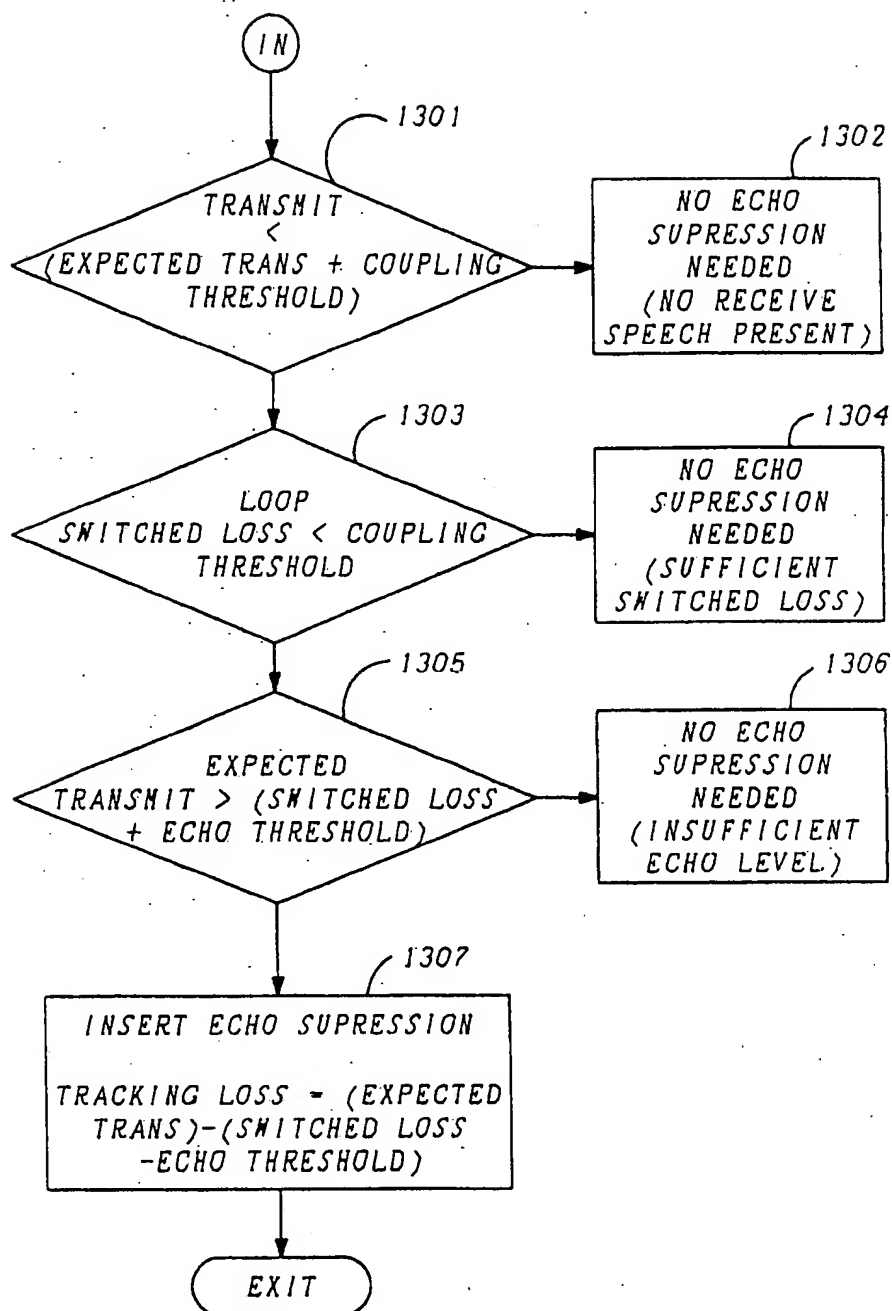 IN
1301
TRANSMIT
<
(EXPECTED TRANS + COUPLING
THRESHOLD)
1302
NO ECHO
SUPRESSION
NEEDED
(NO RECEIVE
SPEECH PRESENT)
1303
LOOP
SWITCHED LOSS < COUPLING
THRESHOLD
1304
NO ECHO
SUPRESSION
NEEDED
(SUFFICIENT
SWITCHED LOSS)
1305
EXPECTED
TRANSMIT > (SWITCHED LOSS
+ ECHO THRESHOLD)
1306
NO ECHO
SUPRESSION
NEEDED
(INSUFFICIENT
ECHO LEVEL)
1307
INSERT ECHO SUPRESSION
TRACKING LOSS - (EXPECTED
TRANS)-(SWITCHED LOSS
-ECHO THRESHOLD)
EXIT